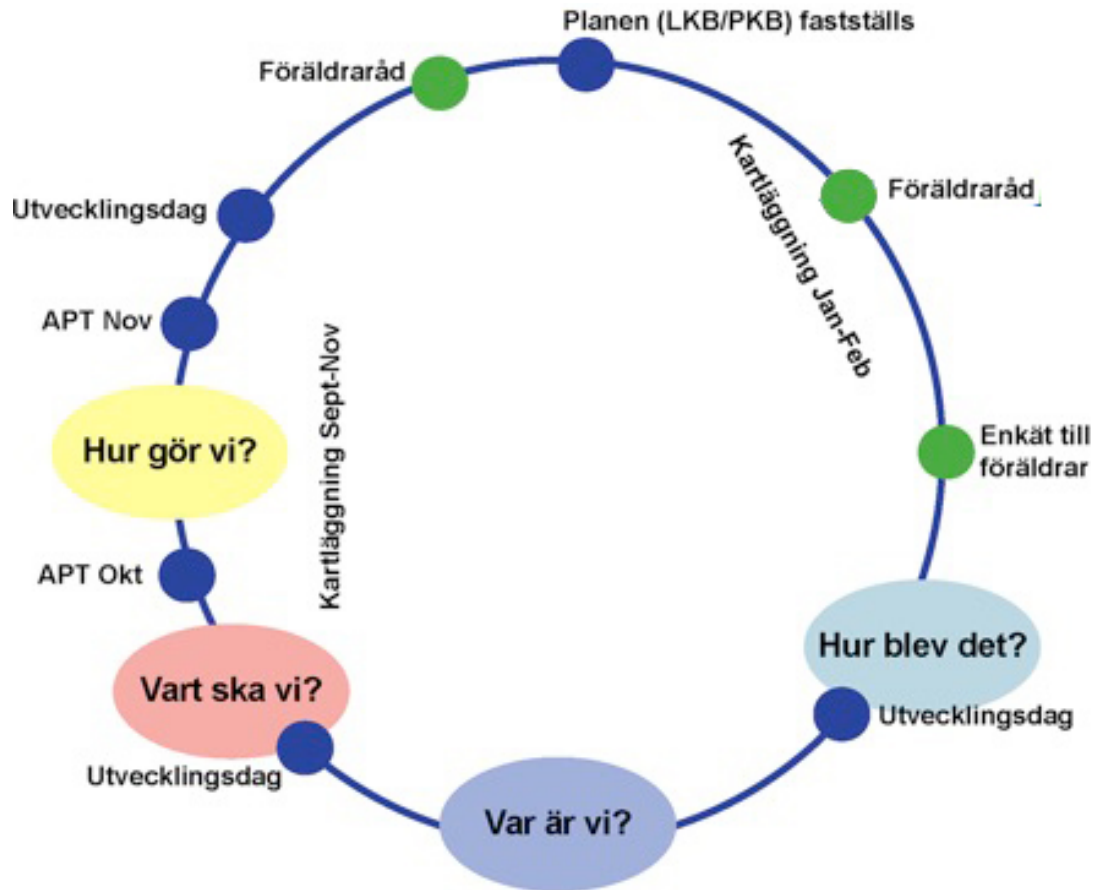 Planen (LKB/PKB) fastställs
Föräldraråd
Föräldraråd
Kartläggning Jan-Feb
Utvecklingsdag
APT Nov
Kartläggning Sept-Nov
Hur gör vi?
Enkät till
föräldrar
APT Okt
Hur blev det?
Vart ska vi?
Utvecklingsdag
Utvecklingsdag
Var är vi?